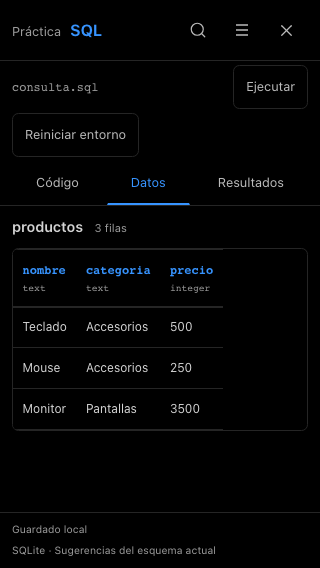 Práctica SQL
consulta.sql
Ejecutar
Reiniciar entorno
Código Datos Resultados
productos 3 filas
nombre categoria precio
text text integer
Teclado Accesorios 500
Mouse Accesorios 250
Monitor Pantallas 3500
Guardado local
SQLite · Sugerencias del esquema actual